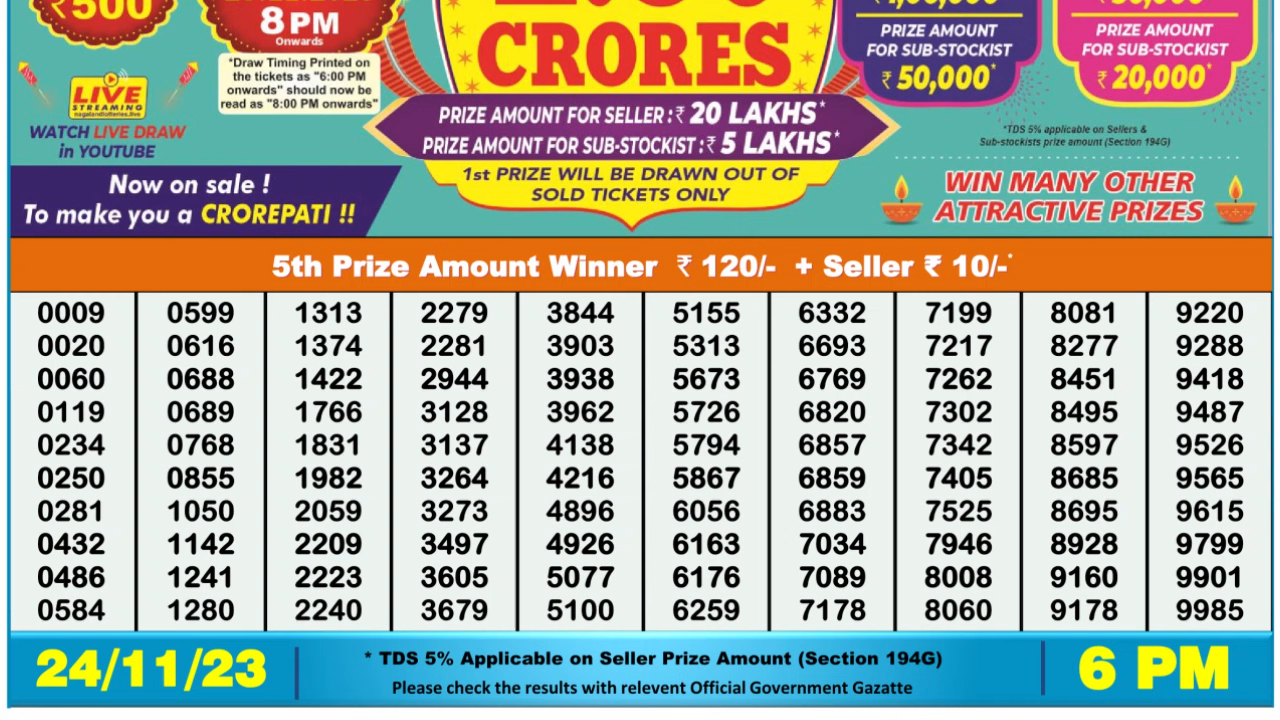 ₹500
8 PM
Onwards
*Draw Timing Printed on
the tickets as "6:00 PM
onwards" should now be
read as "8:00 PM onwards"
LIVE
STREAMING
nagalandlotteries.live
WATCH LIVE DRAW
in YOUTUBE
Now on sale !
To make you a CROREPATI !!
CRORES
PRIZE AMOUNT FOR SELLER :₹ 20 LAKHS*
PRIZE AMOUNT FOR SUB-STOCKIST :₹ 5 LAKHS*
1st PRIZE WILL BE DRAWN OUT OF
SOLD TICKETS ONLY
PRIZE AMOUNT
FOR SUB-STOCKIST
₹ 50,000*
PRIZE AMOUNT
FOR SUB-STOCKIST
₹ 20,000*
*TDS 5% applicable on Sellers &
Sub-stockists prize amount (Section 194G)
WIN MANY OTHER
ATTRACTIVE PRIZES
5th Prize Amount Winner ₹ 120/- + Seller ₹ 10/-*
0009 0599 1313 2279 3844 5155 6332 7199 8081 9220
0020 0616 1374 2281 3903 5313 6693 7217 8277 9288
0060 0688 1422 2944 3938 5673 6769 7262 8451 9418
0119 0689 1766 3128 3962 5726 6820 7302 8495 9487
0234 0768 1831 3137 4138 5794 6857 7342 8597 9526
0250 0855 1982 3264 4216 5867 6859 7405 8685 9565
0281 1050 2059 3273 4896 6056 6883 7525 8695 9615
0432 1142 2209 3497 4926 6163 7034 7946 8928 9799
0486 1241 2223 3605 5077 6176 7089 8008 9160 9901
0584 1280 2240 3679 5100 6259 7178 8060 9178 9985
24/11/23
* TDS 5% Applicable on Seller Prize Amount (Section 194G)
Please check the results with relevent Official Government Gazatte
6 PM